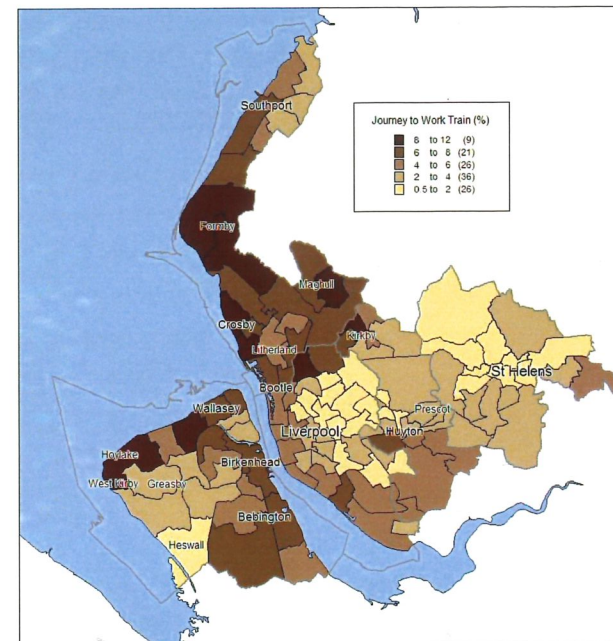 Southport
Journey to Work Train (%)
8 to 12 (9)
6 to 8 (21)
4 to 6 (26)
2 to 4 (36)
0.5 to 2 (26)
Formby
Maghull
Crosby
Kirkby
Litherland
St Helens
Bootle
Wallasey
Prescot
Liverpool
Huyton
Hoylake
Birkenhead
West Kirby
Greasby
Bebington
Heswall